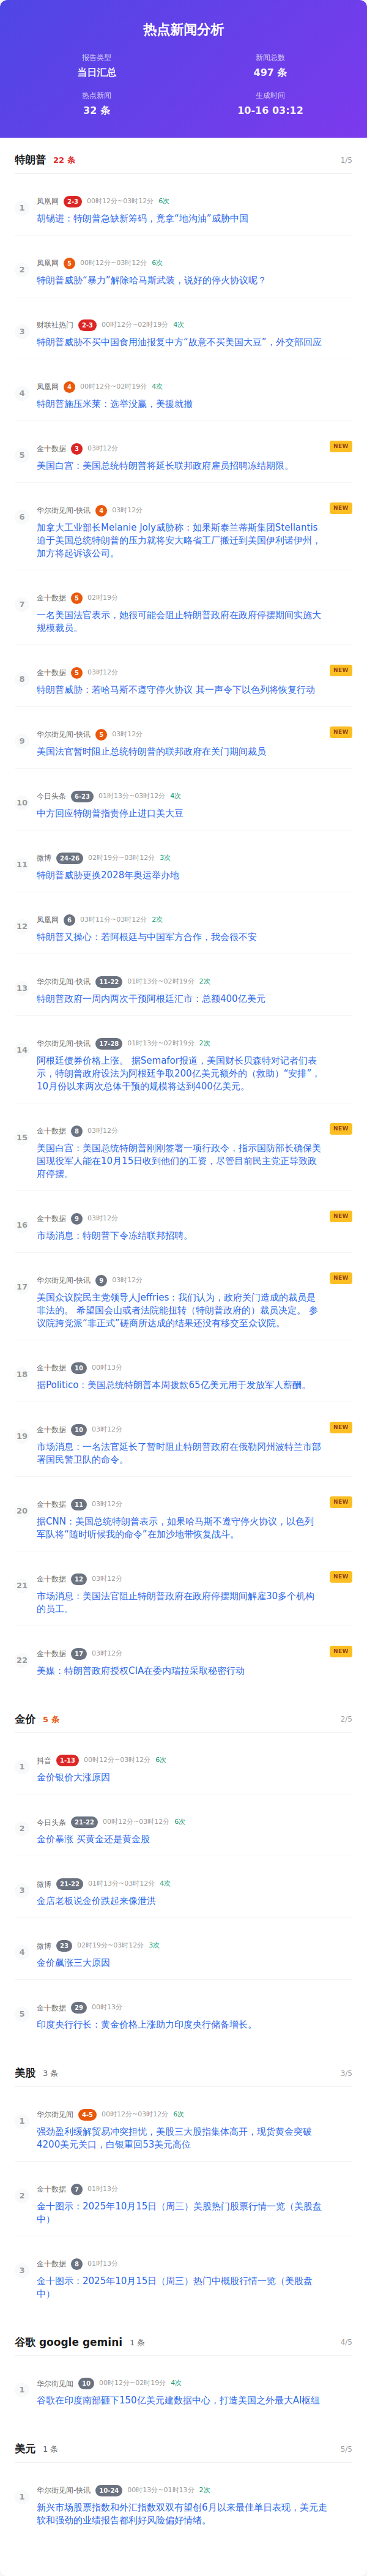 热点新闻分析
报告类型
当日汇总
新闻总数
497 条
热点新闻
32 条
生成时间
10-16 03:12
特朗普 22 条 1/5
1
凤凰网 2-3 00时12分~03时12分 6次
胡锡进：特朗普急缺新筹码，竟拿“地沟油”威胁中国
2
凤凰网 5 00时12分~03时12分 6次
特朗普威胁“暴力”解除哈马斯武装，说好的停火协议呢？
3
财联社热门 2-3 00时12分~02时19分 4次
特朗普威胁不买中国食用油报复中方“故意不买美国大豆”，外交部回应
4
凤凰网 4 00时12分~02时19分 4次
特朗普施压米莱：选举没赢，美援就撤
5
金十数据 3 03时12分 NEW
美国白宫：美国总统特朗普将延长联邦政府雇员招聘冻结期限。
6
华尔街见闻-快讯 4 03时12分 NEW
加拿大工业部长Melanie Joly威胁称：如果斯泰兰蒂斯集团Stellantis
迫于美国总统特朗普的压力就将安大略省工厂搬迁到美国伊利诺伊州，
加方将起诉该公司。
7
金十数据 5 02时19分
一名美国法官表示，她很可能会阻止特朗普政府在政府停摆期间实施大
规模裁员。
8
金十数据 5 03时12分 NEW
特朗普威胁：若哈马斯不遵守停火协议 其一声令下以色列将恢复行动
9
华尔街见闻-快讯 5 03时12分 NEW
美国法官暂时阻止总统特朗普的联邦政府在关门期间裁员
10
今日头条 6-23 01时13分~03时12分 4次
中方回应特朗普指责停止进口美大豆
11
微博 24-26 02时19分~03时12分 3次
特朗普威胁更换2028年奥运举办地
12
凤凰网 6 03时11分~03时12分 2次
特朗普又操心：若阿根廷与中国军方合作，我会很不安
13
华尔街见闻-快讯 11-22 01时13分~02时19分 2次
特朗普政府一周内两次干预阿根廷汇市：总额400亿美元
14
华尔街见闻-快讯 17-28 01时13分~02时19分 2次
阿根廷债券价格上涨。 据Semafor报道，美国财长贝森特对记者们表
示，特朗普政府设法为阿根廷争取200亿美元额外的（救助）“安排”，
10月份以来两次总体干预的规模将达到400亿美元。
15
金十数据 8 03时12分 NEW
美国白宫：美国总统特朗普刚刚签署一项行政令，指示国防部长确保美
国现役军人能在10月15日收到他们的工资，尽管目前民主党正导致政
府停摆。
16
金十数据 9 03时12分 NEW
市场消息：特朗普下令冻结联邦招聘。
17
华尔街见闻-快讯 9 03时12分 NEW
美国众议院民主党领导人Jeffries：我们认为，政府关门造成的裁员是
非法的。 希望国会山或者法院能扭转（特朗普政府的）裁员决定。 参
议院跨党派“非正式”磋商所达成的结果还没有移交至众议院。
18
金十数据 10 00时13分
据Politico：美国总统特朗普本周拨款65亿美元用于发放军人薪酬。
19
金十数据 10 03时12分 NEW
市场消息：一名法官延长了暂时阻止特朗普政府在俄勒冈州波特兰市部
署国民警卫队的命令。
20
金十数据 11 03时12分 NEW
据CNN：美国总统特朗普表示，如果哈马斯不遵守停火协议，以色列
军队将“随时听候我的命令”在加沙地带恢复战斗。
21
金十数据 12 03时12分 NEW
市场消息：美国法官阻止特朗普政府在政府停摆期间解雇30多个机构
的员工。
22
金十数据 17 03时12分 NEW
美媒：特朗普政府授权CIA在委内瑞拉采取秘密行动
金价 5 条 2/5
1
抖音 1-13 00时12分~03时12分 6次
金价银价大涨原因
2
今日头条 21-22 00时12分~03时12分 6次
金价暴涨 买黄金还是黄金股
3
微博 21-22 01时13分~03时12分 4次
金店老板说金价跌起来像泄洪
4
微博 23 02时19分~03时12分 3次
金价飙涨三大原因
5
金十数据 29 00时13分
印度央行行长：黄金价格上涨助力印度央行储备增长。
美股 3 条 3/5
1
华尔街见闻 4-5 00时12分~03时12分 6次
强劲盈利缓解贸易冲突担忧，美股三大股指集体高开，现货黄金突破
4200美元关口，白银重回53美元高位
2
金十数据 7 01时13分
金十图示：2025年10月15日（周三）美股热门股票行情一览（美股盘
中）
3
金十数据 8 01时13分
金十图示：2025年10月15日（周三）热门中概股行情一览（美股盘
中）
谷歌 google gemini 1 条 4/5
1
华尔街见闻 10 00时12分~02时19分 4次
谷歌在印度南部砸下150亿美元建数据中心，打造美国之外最大AI枢纽
美元 1 条 5/5
1
华尔街见闻-快讯 10-24 00时13分~01时13分 2次
新兴市场股票指数和外汇指数双双有望创6月以来最佳单日表现，美元走
软和强劲的业绩报告都利好风险偏好情绪。